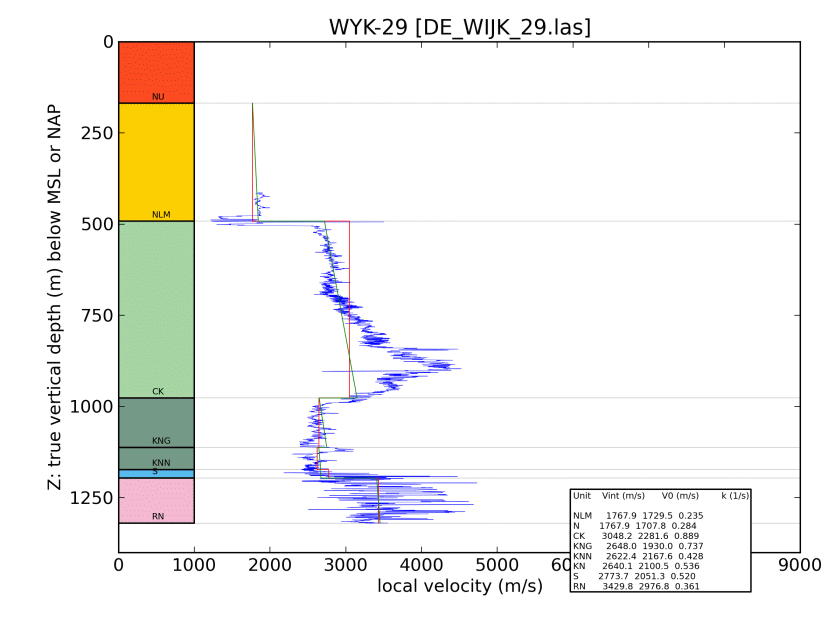 WYK-29 [DE_WIJK_29.las]
Z: true vertical depth (m) below MSL or NAP
0
250
500
750
1000
1250
NU
NLM
CK
KNG
KNN
S
RN
Unit Vint (m/s) V0 (m/s) k (1/s)
NLM 1767.9 1729.5 0.235
N 1767.9 1707.8 0.284
CK 3048.2 2281.6 0.889
KNG 2648.0 1930.0 0.737
KNN 2622.4 2167.6 0.428
KN 2640.1 2100.5 0.536
S 2773.7 2051.3 0.520
RN 3429.8 2976.8 0.361
0 1000 2000 3000 4000 5000 9000
local velocity (m/s)